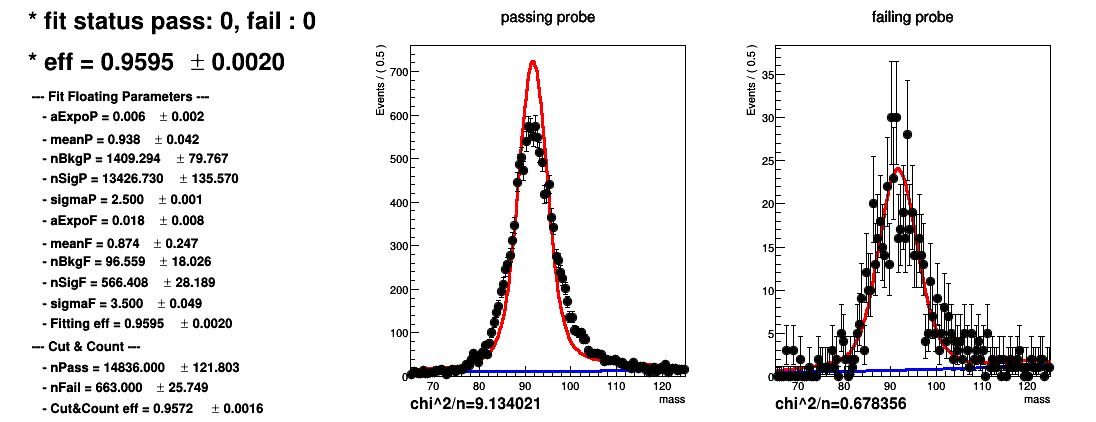 * fit status pass: 0, fail : 0
* eff = 0.9595 ± 0.0020
--- Fit Floating Parameters ---
- aExpoP = 0.006 ± 0.002
- meanP = 0.938 ± 0.042
- nBkgP = 1409.294 ± 79.767
- nSigP = 13426.730 ± 135.570
- sigmaP = 2.500 ± 0.001
- aExpoF = 0.018 ± 0.008
- meanF = 0.874 ± 0.247
- nBkgF = 96.559 ± 18.026
- nSigF = 566.408 ± 28.189
- sigmaF = 3.500 ± 0.049
- Fitting eff = 0.9595 ± 0.0020
--- Cut & Count ---
- nPass = 14836.000 ± 121.803
- nFail = 663.000 ± 25.749
- Cut&Count eff = 0.9572 ± 0.0016
passing probe
Events / ( 0.5 )
700
600
500
400
300
200
100
0
70 80 90 100 110 120
mass
chi^2/n=9.134021
failing probe
Events / ( 0.5 )
35
30
25
20
15
10
5
0
70 80 90 100 110 120
mass
chi^2/n=0.678356